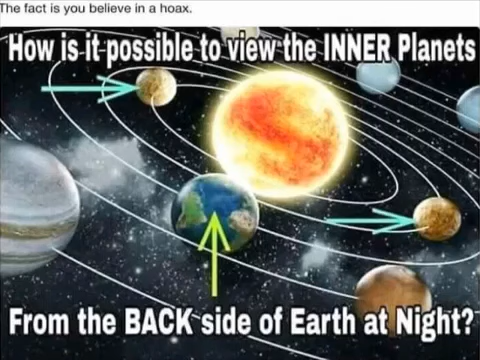 The fact is you believe in a hoax.
How is it possible to view the INNER Planets
From the BACK side of Earth at Night?